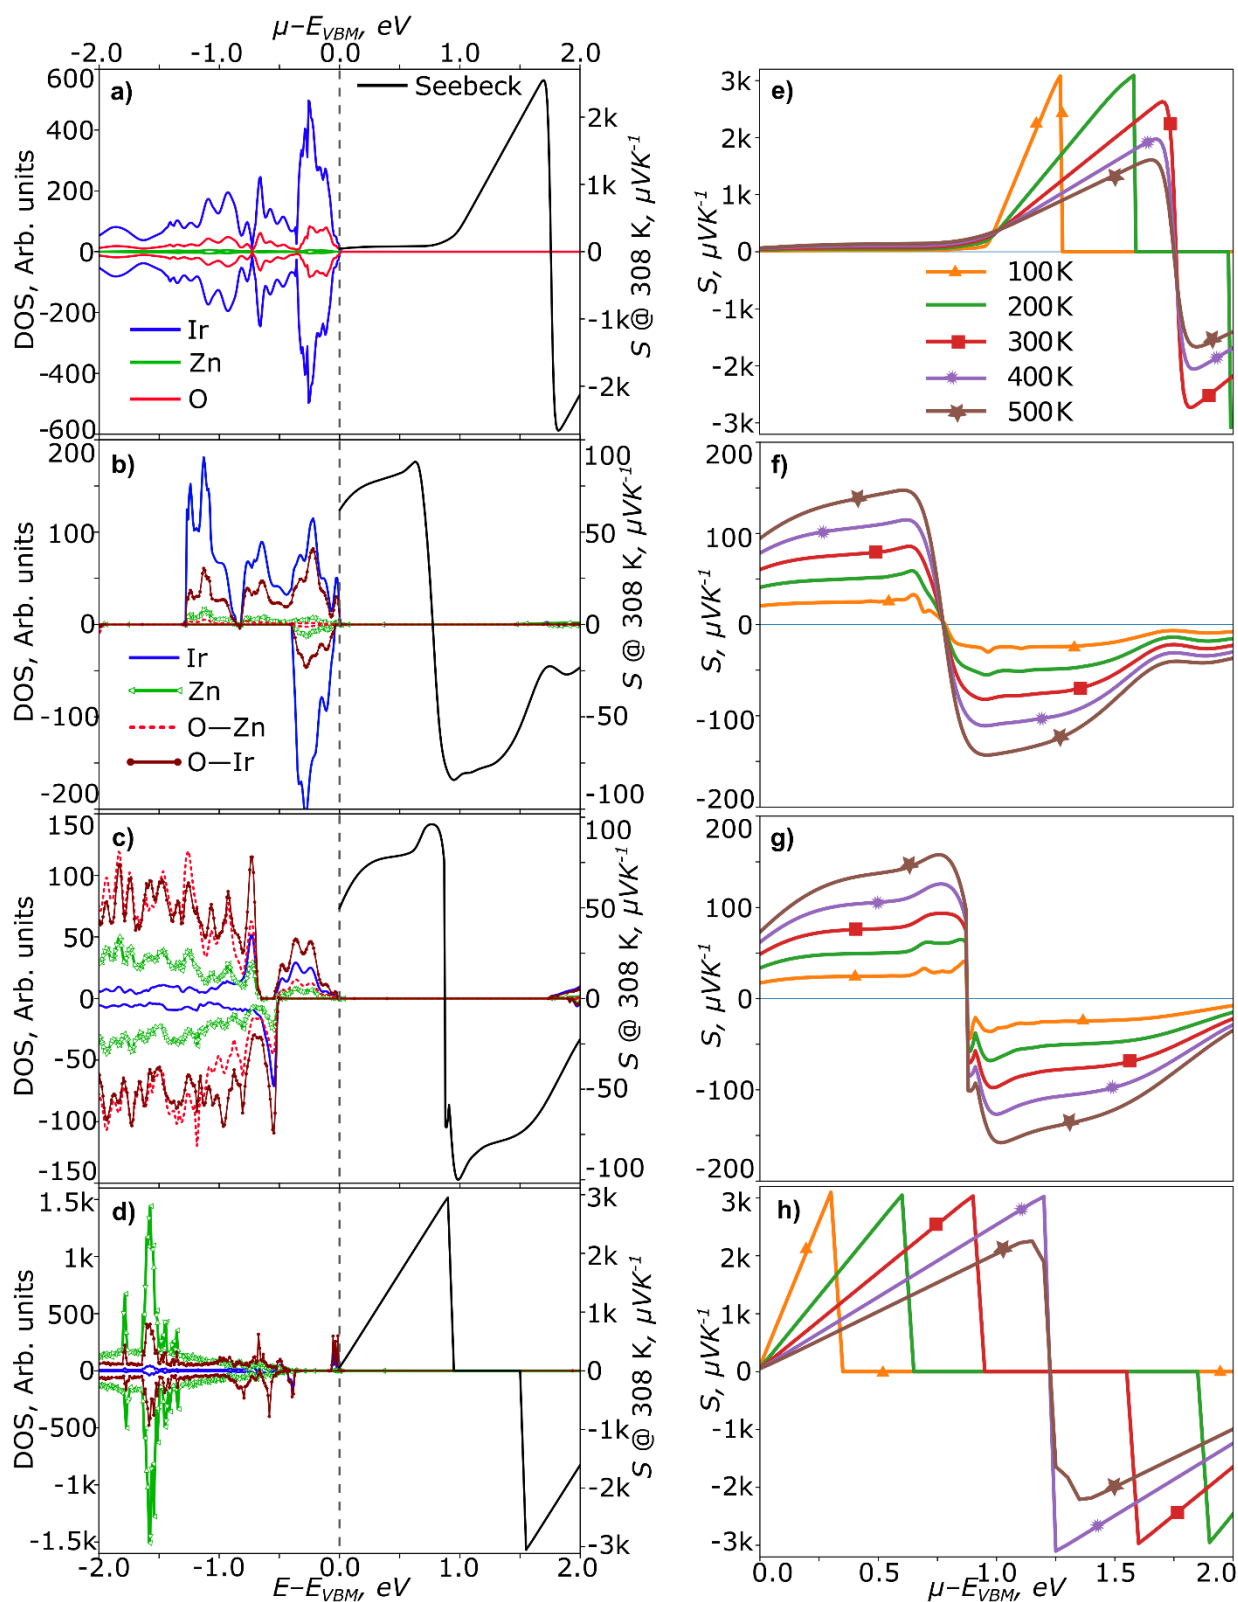 μ–E_VBM, eV
-2.0 -1.0 0.0 1.0 2.0
a)
Seebeck
600
400
200
0
-200
-400
-600
DOS, Arb. units
Ir
Zn
O
2k
1k
0
-1k
-2k
S @ 308 K, μVK⁻¹
b)
200
100
0
-100
-200
DOS, Arb. units
Ir
Zn
O—Zn
O—Ir
100
50
0
-50
-100
S @ 308 K, μVK⁻¹
c)
150
100
50
0
-50
-100
-150
DOS, Arb. units
100
50
0
-50
-100
S @ 308 K, μVK⁻¹
d)
1.5k
1k
500
0
-500
-1k
-1.5k
DOS, Arb. units
3k
2k
1k
0
-1k
-2k
-3k
S @ 308 K, μVK⁻¹
-2.0 -1.0 0.0 1.0 2.0
E–E_VBM, eV
e)
3k
2k
1k
0
-1k
-2k
-3k
S, μVK⁻¹
100 K
200 K
300 K
400 K
500 K
f)
200
100
0
-100
-200
S, μVK⁻¹
g)
200
100
0
-100
-200
S, μVK⁻¹
h)
3k
2k
1k
0
-1k
-2k
-3k
S, μVK⁻¹
0.0 0.5 1.0 1.5 2.0
μ–E_VBM, eV